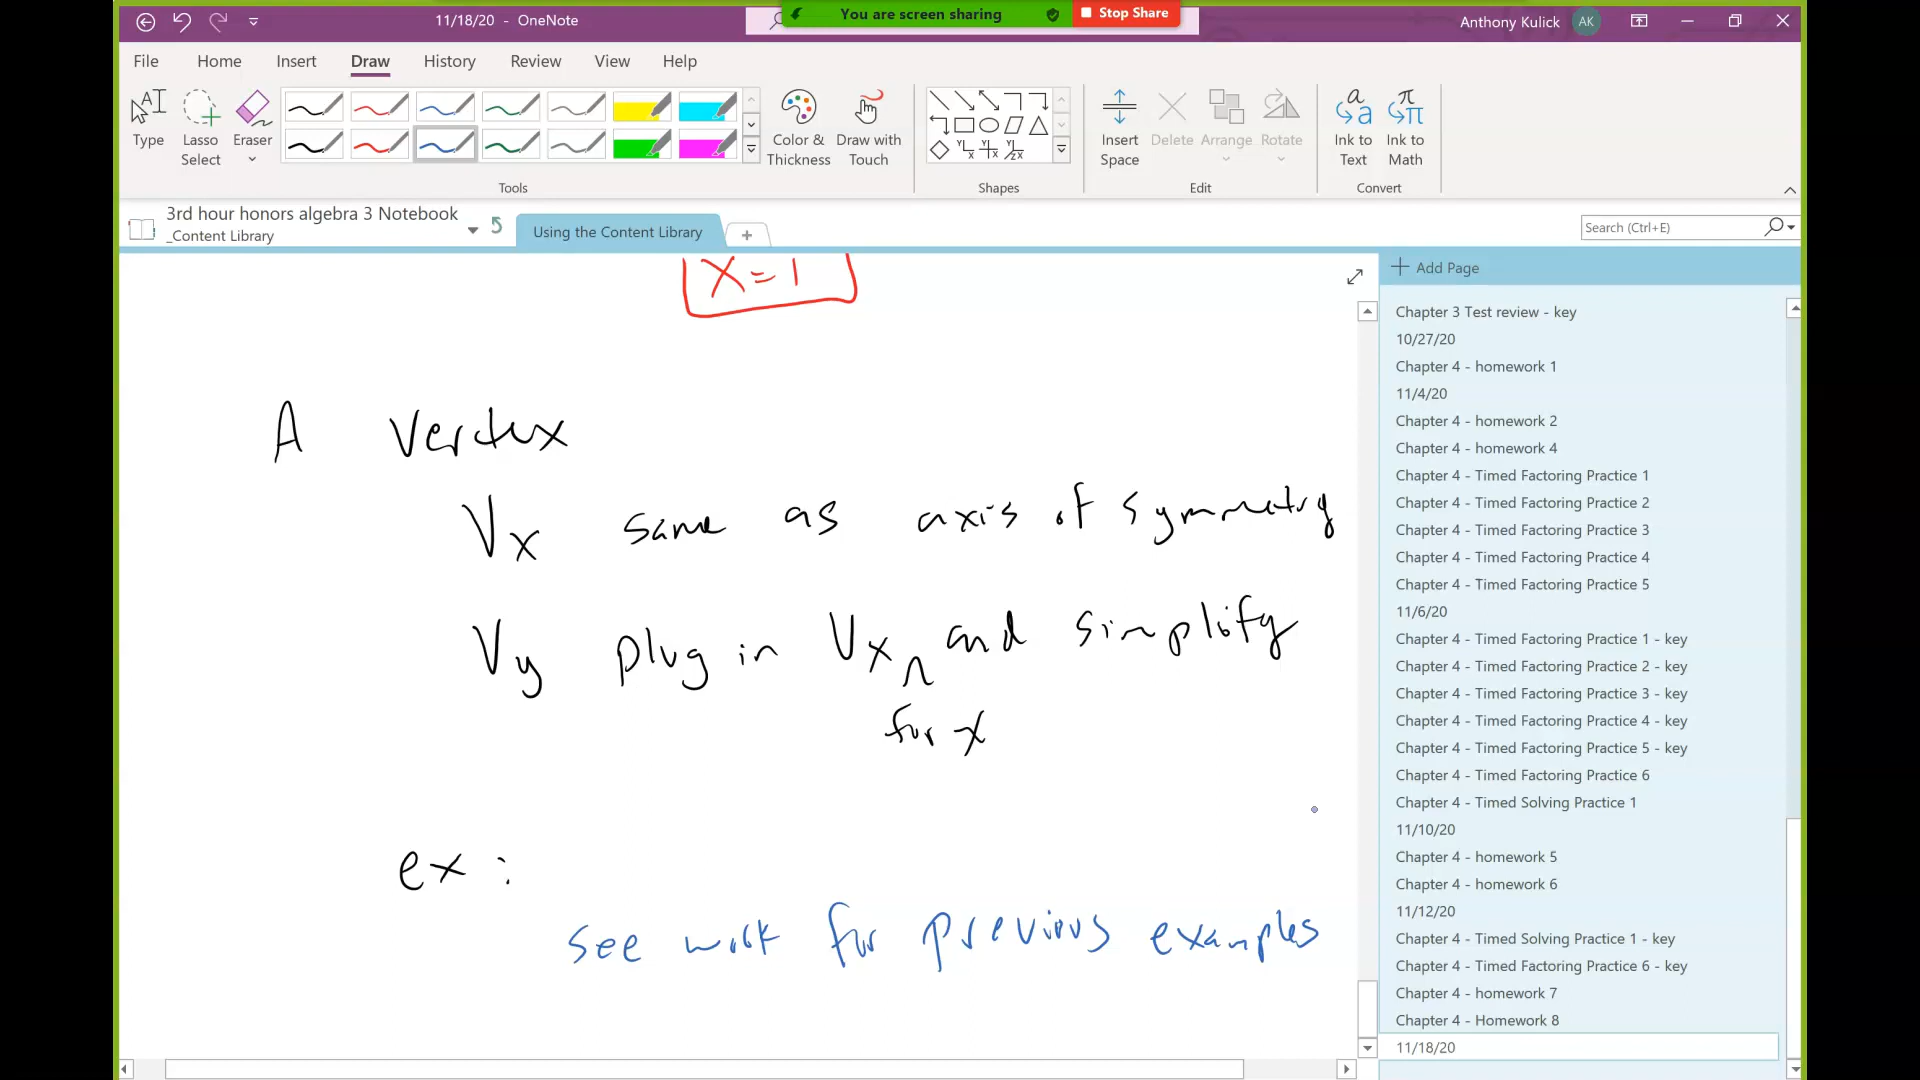 11/18/20 - OneNote
You are screen sharing
Stop Share
Anthony Kulick
AK
File Home Insert Draw History Review View Help
Type
Lasso Select
Eraser
Color & Thickness
Draw with Touch
Insert Space
Delete
Arrange
Rotate
Ink to Text
Ink to Math
Tools
Shapes
Edit
Convert
3rd hour honors algebra 3 Notebook
_Content Library
Using the Content Library
Search (Ctrl+E)
X = 1
A Vertex
Vx same as axis of symmetry
Vy plug in Vx and simplify
for x
ex :
see work for previous examples
Add Page
Chapter 3 Test review - key
10/27/20
Chapter 4 - homework 1
11/4/20
Chapter 4 - homework 2
Chapter 4 - homework 4
Chapter 4 - Timed Factoring Practice 1
Chapter 4 - Timed Factoring Practice 2
Chapter 4 - Timed Factoring Practice 3
Chapter 4 - Timed Factoring Practice 4
Chapter 4 - Timed Factoring Practice 5
11/6/20
Chapter 4 - Timed Factoring Practice 1 - key
Chapter 4 - Timed Factoring Practice 2 - key
Chapter 4 - Timed Factoring Practice 3 - key
Chapter 4 - Timed Factoring Practice 4 - key
Chapter 4 - Timed Factoring Practice 5 - key
Chapter 4 - Timed Factoring Practice 6
Chapter 4 - Timed Solving Practice 1
11/10/20
Chapter 4 - homework 5
Chapter 4 - homework 6
11/12/20
Chapter 4 - Timed Solving Practice 1 - key
Chapter 4 - Timed Factoring Practice 6 - key
Chapter 4 - homework 7
Chapter 4 - Homework 8
11/18/20